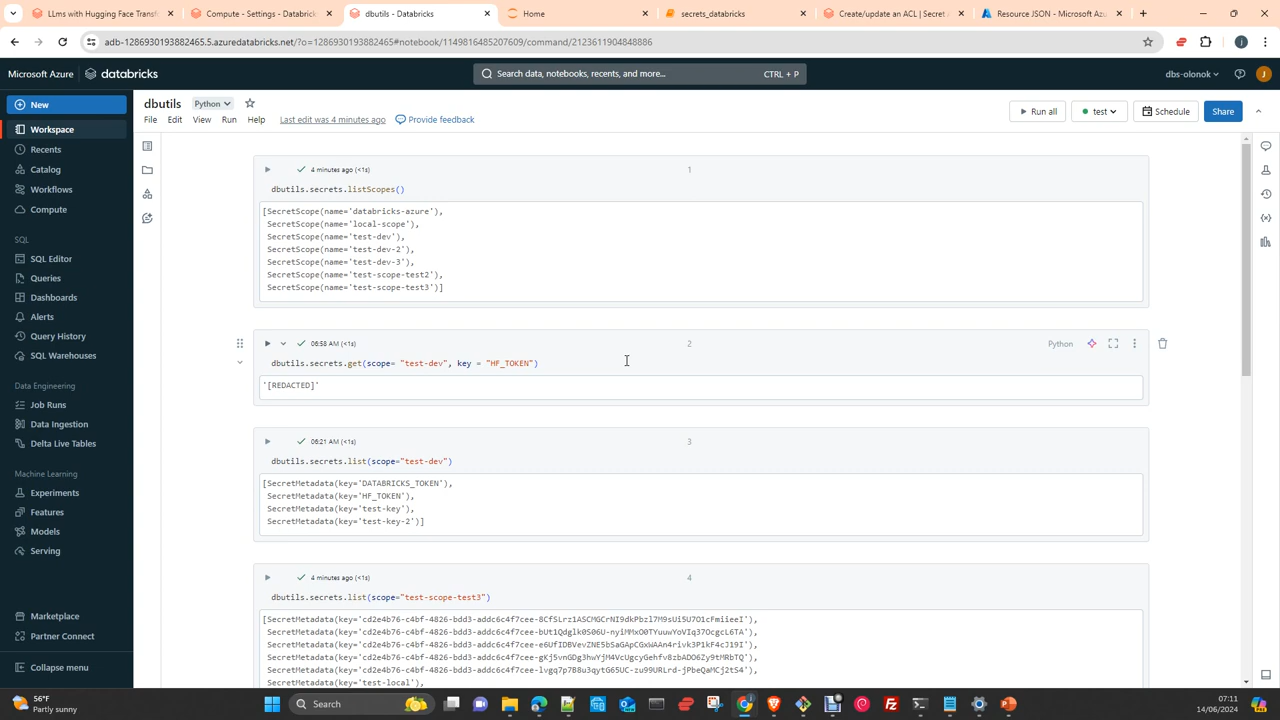 LLms with Hugging Face Transf
Compute - Settings - Databrick
dbutils - Databricks
Home
secrets_databricks
Create/update an ACL | Secret
Resource JSON - Microsoft Azu
adb-1286930193882465.5.azuredatabricks.net/?o=1286930193882465#notebook/1149816485207609/command/2123611904848886
Microsoft Azure databricks
Search data, notebooks, recents, and more... CTRL + P
dbs-olonok
J
New
Workspace
Recents
Catalog
Workflows
Compute
SQL
SQL Editor
Queries
Dashboards
Alerts
Query History
SQL Warehouses
Data Engineering
Job Runs
Data Ingestion
Delta Live Tables
Machine Learning
Experiments
Features
Models
Serving
Marketplace
Partner Connect
Collapse menu
dbutils Python
File Edit View Run Help Last edit was 4 minutes ago Provide feedback
Run all test Schedule Share
4 minutes ago (<1s) 1
dbutils.secrets.listScopes()
[SecretScope(name='databricks-azure'),
SecretScope(name='local-scope'),
SecretScope(name='test-dev'),
SecretScope(name='test-dev-2'),
SecretScope(name='test-dev-3'),
SecretScope(name='test-scope-test2'),
SecretScope(name='test-scope-test3')]
06:58 AM (<1s) 2 Python
dbutils.secrets.get(scope= "test-dev", key = "HF_TOKEN")
'[REDACTED]'
06:21 AM (<1s) 3
dbutils.secrets.list(scope="test-dev")
[SecretMetadata(key='DATABRICKS_TOKEN'),
SecretMetadata(key='HF_TOKEN'),
SecretMetadata(key='test-key'),
SecretMetadata(key='test-key-2')]
4 minutes ago (<1s) 4
dbutils.secrets.list(scope="test-scope-test3")
SecretMetadata(key='test-local'),
56°F
Partly sunny
Search
07:11
14/06/2024